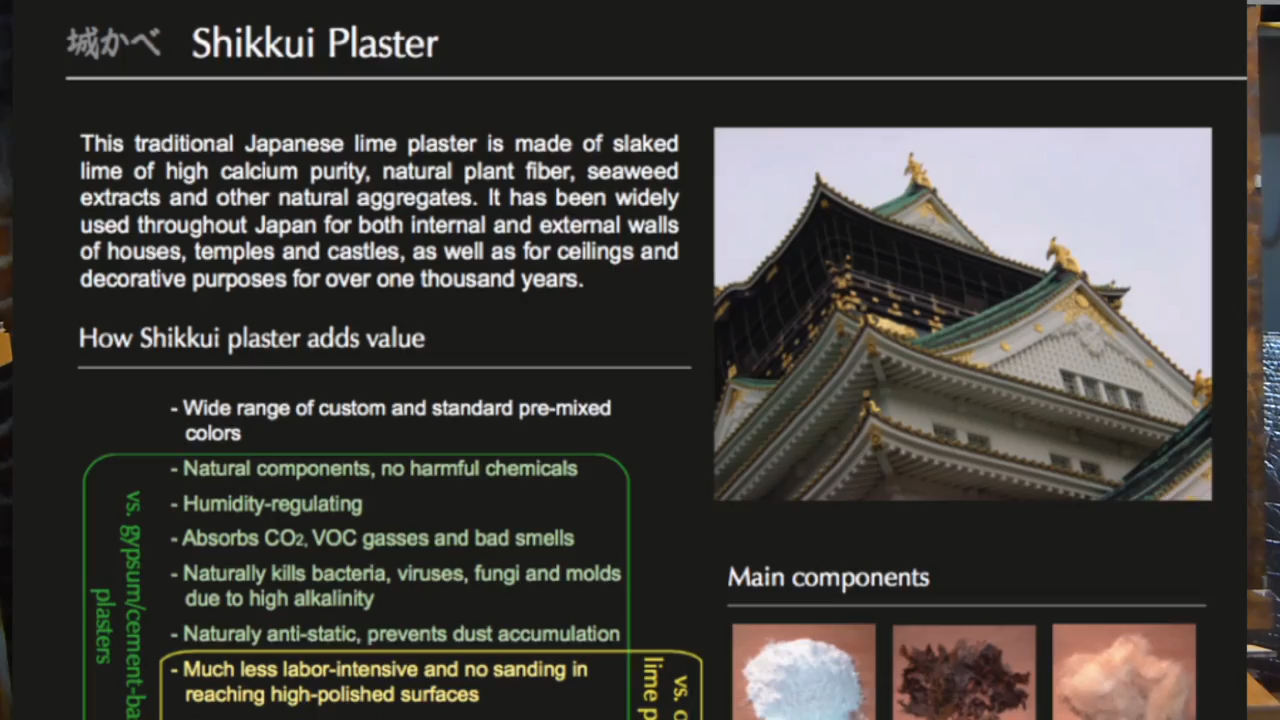 城かべ Shikkui Plaster
This traditional Japanese lime plaster is made of slaked
lime of high calcium purity, natural plant fiber, seaweed
extracts and other natural aggregates. It has been widely
used throughout Japan for both internal and external walls
of houses, temples and castles, as well as for ceilings and
decorative purposes for over one thousand years.
How Shikkui plaster adds value
- Wide range of custom and standard pre-mixed
colors
- Natural components, no harmful chemicals
- Humidity-regulating
- Absorbs CO2, VOC gasses and bad smells
- Naturally kills bacteria, viruses, fungi and molds
due to high alkalinity
- Naturaly anti-static, prevents dust accumulation
- Much less labor-intensive and no sanding in
reaching high-polished surfaces
vs. gypsum/cement-ba
plasters
vs.
lime
Main components